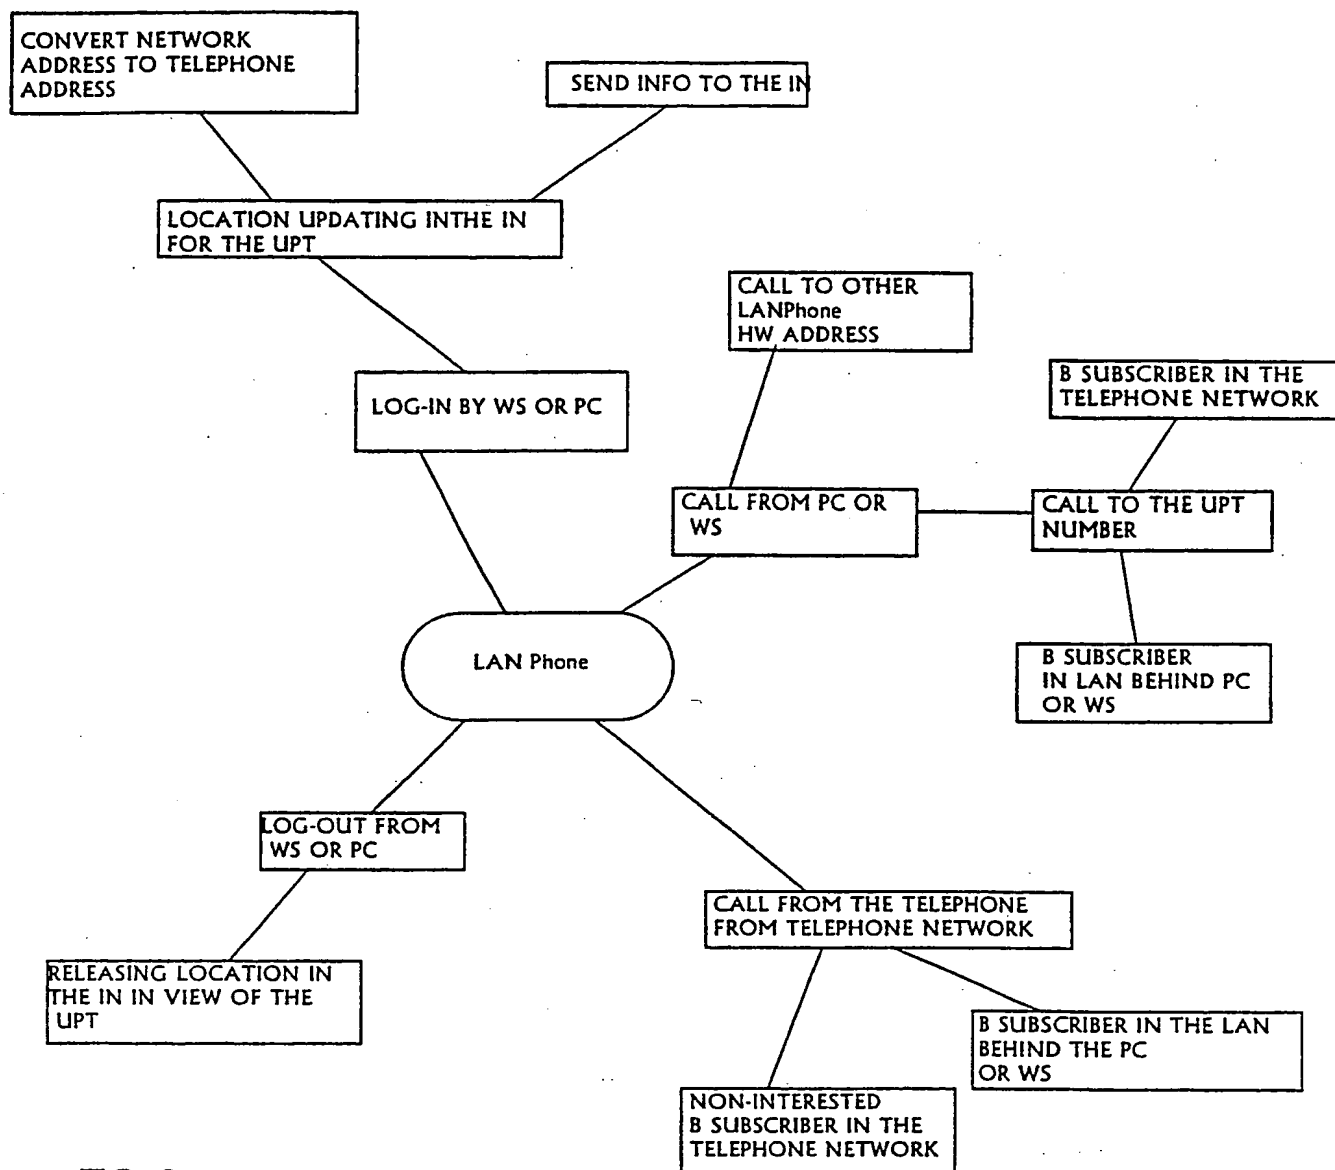 CONVERT NETWORK
ADDRESS TO TELEPHONE
ADDRESS
SEND INFO TO THE IN
LOCATION UPDATING INTHE IN
FOR THE UPT
CALL TO OTHER
LANPhone
HW ADDRESS
LOG-IN BY WS OR PC
B SUBSCRIBER IN THE
TELEPHONE NETWORK
CALL FROM PC OR
WS
CALL TO THE UPT
NUMBER
LAN Phone
B SUBSCRIBER
IN LAN BEHIND PC
OR WS
LOG-OUT FROM
WS OR PC
CALL FROM THE TELEPHONE
FROM TELEPHONE NETWORK
RELEASING LOCATION IN
THE IN IN VIEW OF THE
UPT
B SUBSCRIBER IN THE LAN
BEHIND THE PC
OR WS
NON-INTERESTED
B SUBSCRIBER IN THE
TELEPHONE NETWORK